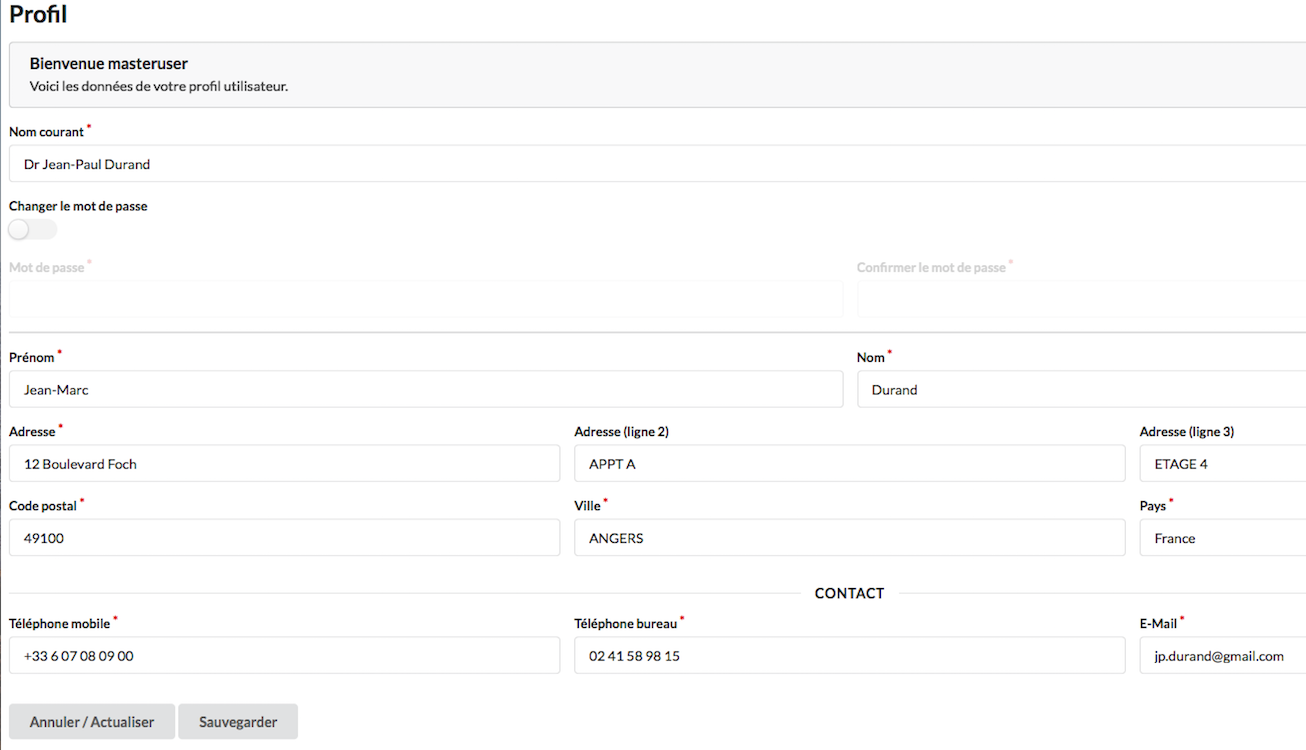 Profil
Bienvenue masteruser
Voici les données de votre profil utilisateur.
Nom courant *
Dr Jean-Paul Durand
Changer le mot de passe
Mot de passe * Confirmer le mot de passe *
Prénom * Nom *
Jean-Marc Durand
Adresse * Adresse (ligne 2) Adresse (ligne 3)
12 Boulevard Foch APPT A ETAGE 4
Code postal * Ville * Pays *
49100 ANGERS France
CONTACT
Téléphone mobile * Téléphone bureau * E-Mail *
+33 6 07 08 09 00 02 41 58 98 15 jp.durand@gmail.com
Annuler / Actualiser Sauvegarder